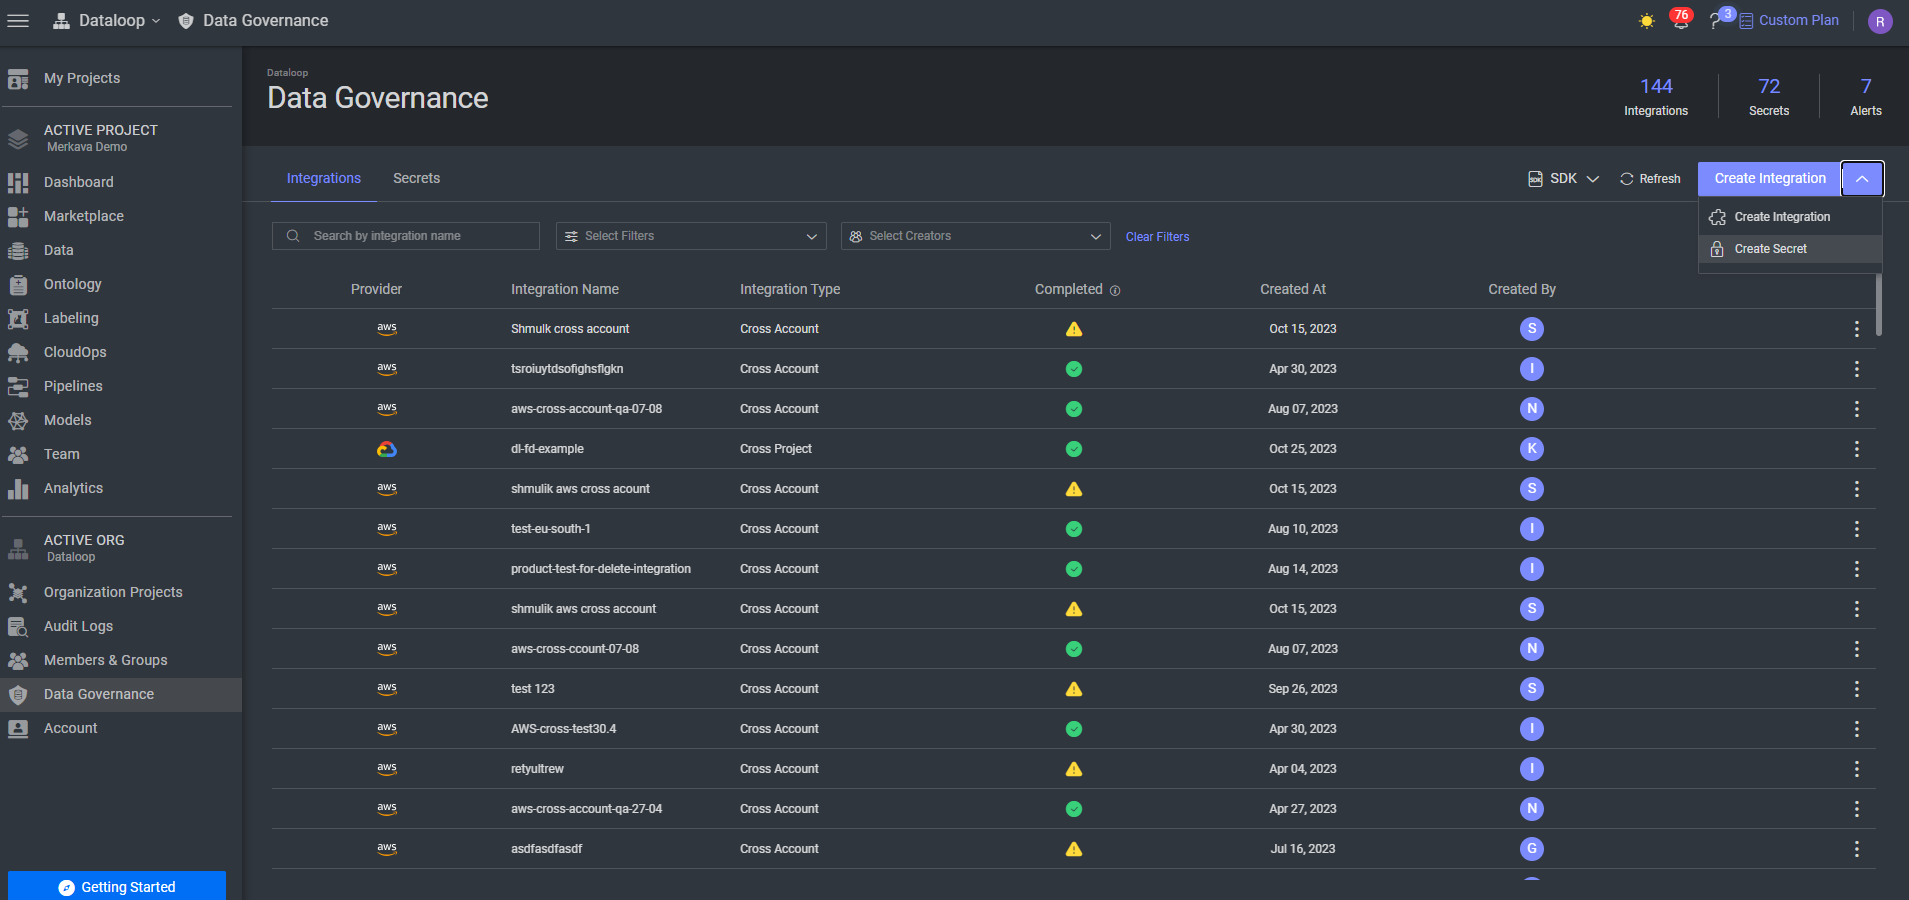 Dataloop
Data Governance
76
3
Custom Plan
R
My Projects
ACTIVE PROJECT
Merkava Demo
Dashboard
Marketplace
Data
Ontology
Labeling
CloudOps
Pipelines
Models
Team
Analytics
ACTIVE ORG
Dataloop
Organization Projects
Audit Logs
Members & Groups
Data Governance
Account
Getting Started
Dataloop
Data Governance
144
Integrations
72
Secrets
7
Alerts
Integrations
Secrets
SDK
SDK
Refresh
Create Integration
Create Integration
Create Secret
Search by integration name
Select Filters
Select Creators
Clear Filters
Provider Integration Name Integration Type Completed Created At Created By
aws Shmulk cross account Cross Account Oct 15, 2023 S
aws tsroiuytdsofighsflgkn Cross Account Apr 30, 2023 I
aws aws-cross-account-qa-07-08 Cross Account Aug 07, 2023 N
dl-fd-example Cross Project Oct 25, 2023 K
aws shmulik aws cross acount Cross Account Oct 15, 2023 S
aws test-eu-south-1 Cross Account Aug 10, 2023 I
aws product-test-for-delete-integration Cross Account Aug 14, 2023 I
aws shmulik aws cross account Cross Account Oct 15, 2023 S
aws aws-cross-ccount-07-08 Cross Account Aug 07, 2023 N
aws test 123 Cross Account Sep 26, 2023 S
aws AWS-cross-test30.4 Cross Account Apr 30, 2023 I
aws retyultrew Cross Account Apr 04, 2023 I
aws aws-cross-account-qa-27-04 Cross Account Apr 27, 2023 N
aws asdfasdfasdf Cross Account Jul 16, 2023 G